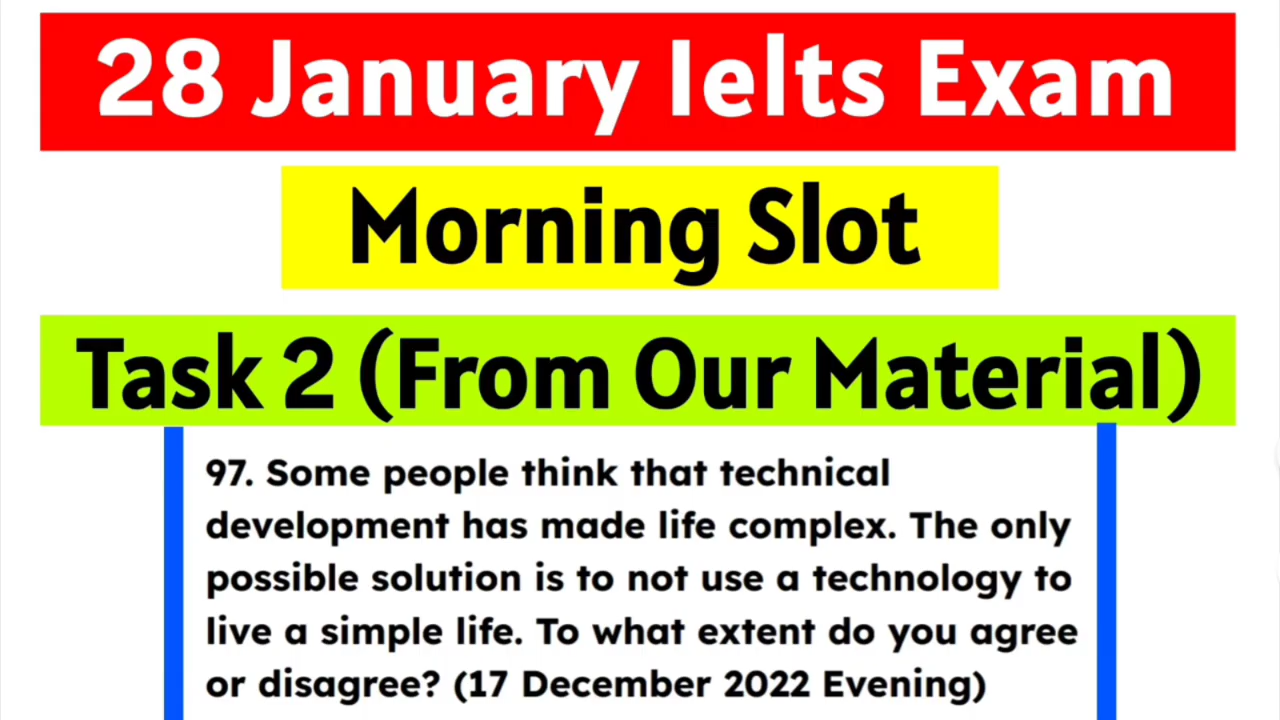 28 January Ielts Exam
Morning Slot
Task 2 (From Our Material)
97. Some people think that technical
development has made life complex. The only
possible solution is to not use a technology to
live a simple life. To what extent do you agree
or disagree? (17 December 2022 Evening)